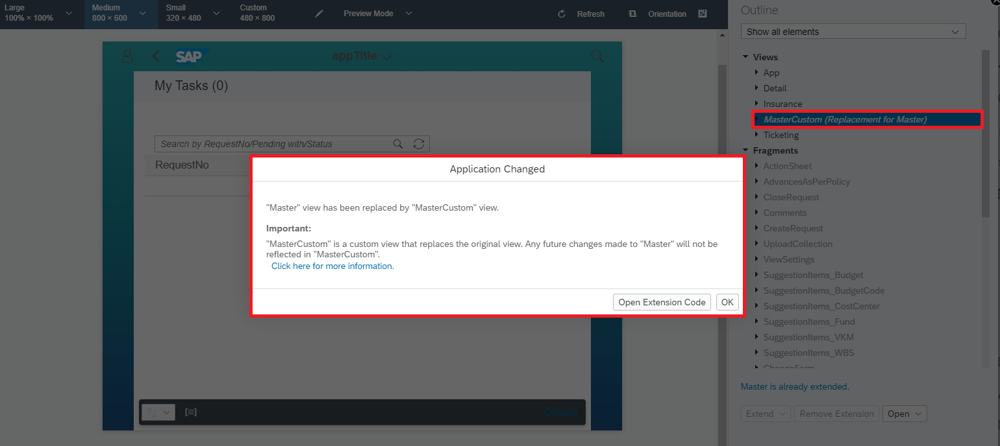 Large
100% × 100%
Medium
800 × 600
Small
320 × 480
Custom
480 × 800
Preview Mode
Refresh
Orientation
SAP
appTitle
My Tasks (0)
Search by RequestNo/Pending with/Status
RequestNo
Create
Application Changed
"Master" view has been replaced by "MasterCustom" view.
Important:
"MasterCustom" is a custom view that replaces the original view. Any future changes made to "Master" will not be
reflected in "MasterCustom".
Click here for more information.
Open Extension Code
OK
Outline
Show all elements
Views
App
Detail
Insurance
MasterCustom (Replacement for Master)
Ticketing
Fragments
ActionSheet
AdvancesAsPerPolicy
CloseRequest
Comments
CreateRequest
UploadCollection
ViewSettings
SuggestionItems_Budget
SuggestionItems_BudgetCode
SuggestionItems_CostCenter
SuggestionItems_Fund
SuggestionItems_VKM
SuggestionItems_WBS
ChangeForm
Master is already extended.
Extend
Remove Extension
Open